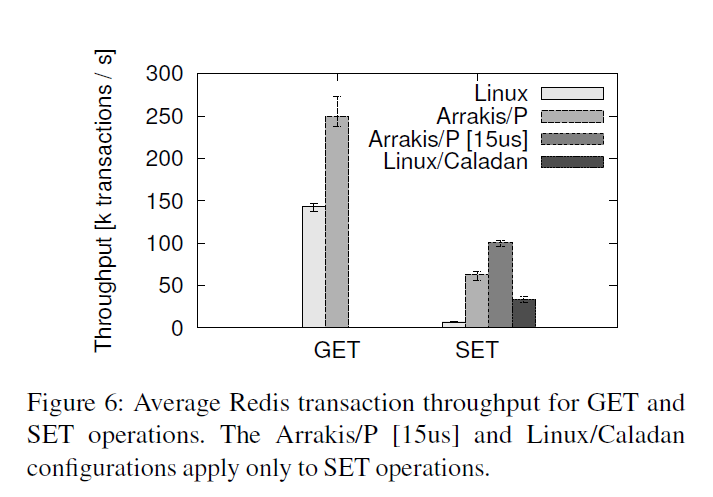 Throughput [k transactions / s]
300
250
200
150
100
50
0
Linux
Arrakis/P
Arrakis/P [15us]
Linux/Caladan
GET SET
Figure 6: Average Redis transaction throughput for GET and
SET operations. The Arrakis/P [15us] and Linux/Caladan
configurations apply only to SET operations.